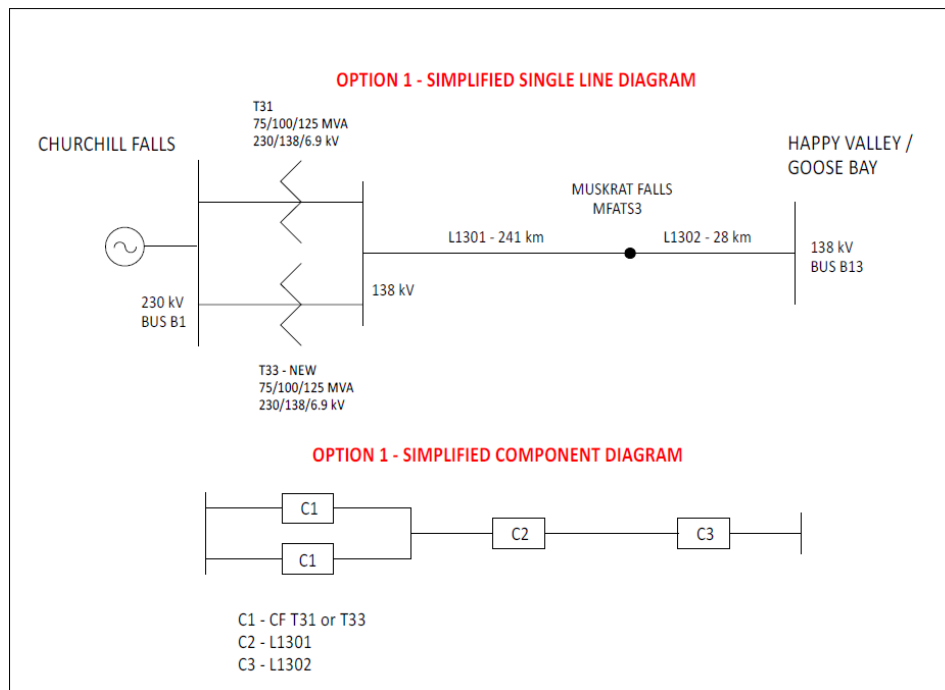 OPTION 1 - SIMPLIFIED SINGLE LINE DIAGRAM
T31
75/100/125 MVA
230/138/6.9 kV
CHURCHILL FALLS
HAPPY VALLEY /
GOOSE BAY
MUSKRAT FALLS
MFATS3
L1301 - 241 km
L1302 - 28 km
138 kV
BUS B13
230 kV
BUS B1
138 kV
T33 - NEW
75/100/125 MVA
230/138/6.9 kV
OPTION 1 - SIMPLIFIED COMPONENT DIAGRAM
C1
C2
C3
C1
C1 - CF T31 or T33
C2 - L1301
C3 - L1302